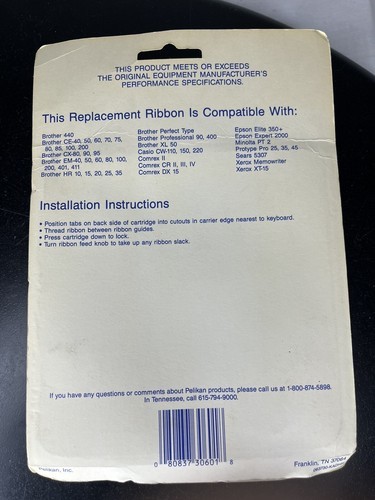 THIS PRODUCT MEETS OR EXCEEDS
THE ORIGINAL EQUIPMENT MANUFACTURER'S
PERFORMANCE SPECIFICATIONS.
This Replacement Ribbon Is Compatible With:
Brother 440
Brother CE-40, 50, 60, 70, 75,
80, 85, 100, 200
Brother CX-80, 90, 95
Brother EM-40, 50, 60, 80, 100,
200, 401, 411
Brother HR 10, 15, 20, 25, 35
Brother Perfect Type
Brother Professional 90, 400
Brother XL 50
Casio CW-110, 150, 220
Comrex II
Comrex CR II, III, IV
Comrex DX 15
Epson Elite 350+
Epson Expert 2000
Minolta PT 2
Protype Pro 25, 35, 45
Sears 5307
Xerox Memowriter
Xerox XT-15
Installation Instructions
• Position tabs on back side of cartridge into cutouts in carrier edge nearest to keyboard.
• Thread ribbon between ribbon guides.
• Press cartridge down to lock.
• Turn ribbon feed knob to take up any ribbon slack.
If you have any questions or comments about Pelikan products, please call us at 1-800-874-5898.
In Tennessee, call 615-794-9000.
0 80837 30601 8
Pelikan, Inc.
Franklin, TN 37064